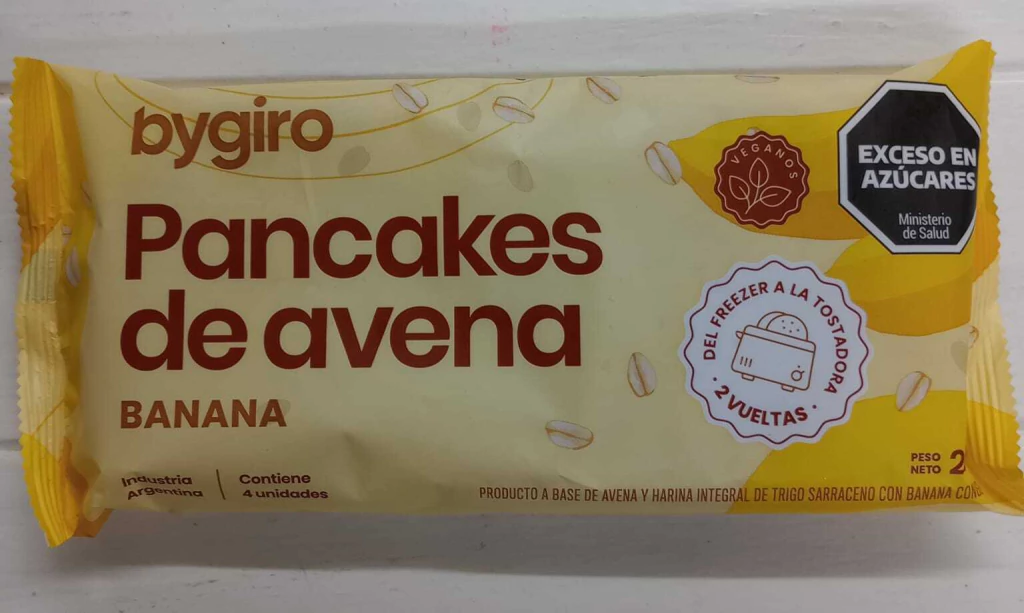 bygiro
Pancakes
de avena
BANANA
Industria
Argentina
Contiene
4 unidades
VEGANOS
EXCESO EN
AZÚCARES
Ministerio
de Salud
DEL FREEZER A LA TOSTADORA
· 2 VUELTAS ·
PESO
NETO 2
PRODUCTO A BASE DE AVENA Y HARINA INTEGRAL DE TRIGO SARRACENO CON BANANA